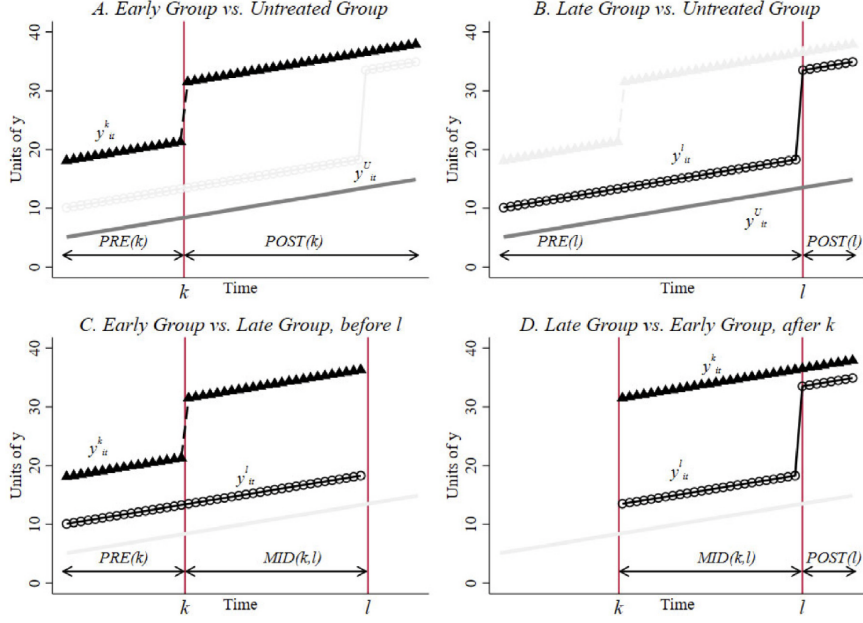 A. Early Group vs. Untreated Group
Units of y
40
30
20
10
0
y^k_it
y^U_it
PRE(k)
POST(k)
k
Time
B. Late Group vs. Untreated Group
Units of y
40
30
20
10
0
y^l_it
y^U_it
PRE(l)
POST(l)
Time
l
C. Early Group vs. Late Group, before l
Units of y
40
30
20
10
0
y^k_it
y^l_it
PRE(k)
MID(k,l)
k
Time
l
D. Late Group vs. Early Group, after k
Units of y
40
30
20
10
0
y^k_it
y^l_it
MID(k,l)
POST(l)
k
Time
l